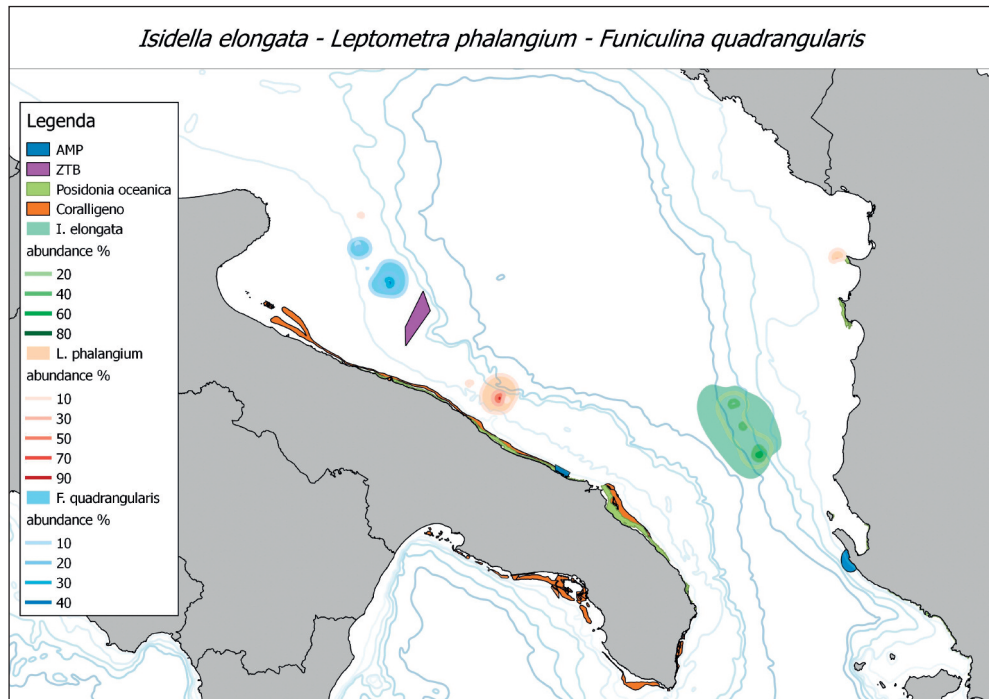 Isidella elongata - Leptometra phalangium - Funiculina quadrangularis
Legenda
AMP
ZTB
Posidonia oceanica
Coralligeno
I. elongata
abundance %
20
40
60
80
L. phalangium
abundance %
10
30
50
70
90
F. quadrangularis
abundance %
10
20
30
40